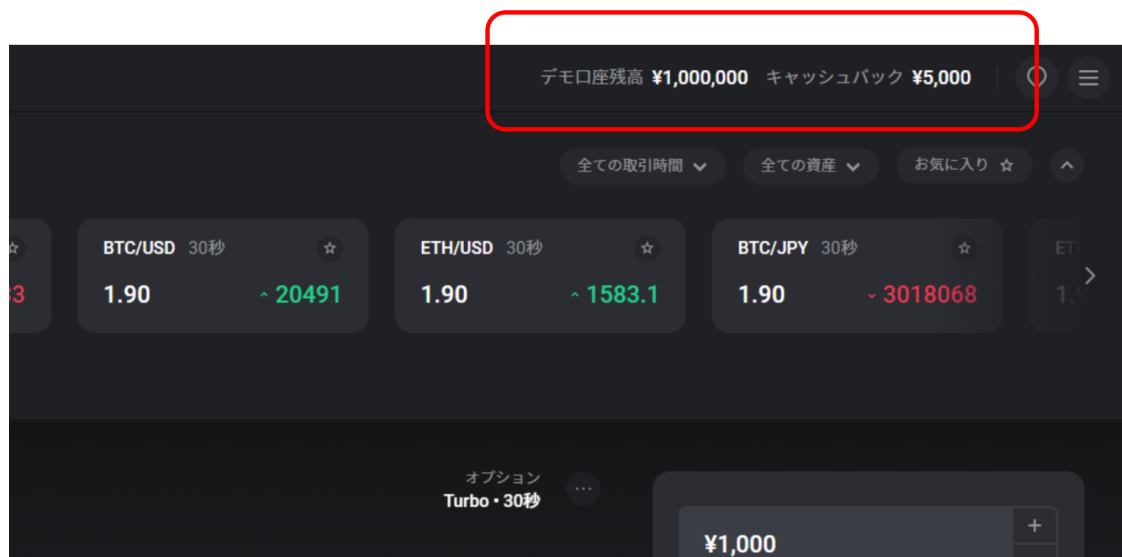 デモ口座残高 ¥1,000,000 キャッシュバック ¥5,000
全ての取引時間 全ての資産 お気に入り
BTC/USD 30秒 ETH/USD 30秒 BTC/JPY 30秒
3 1.90 20491 1.90 1583.1 1.90 3018068 1.
オプション
Turbo・30秒
¥1,000 +